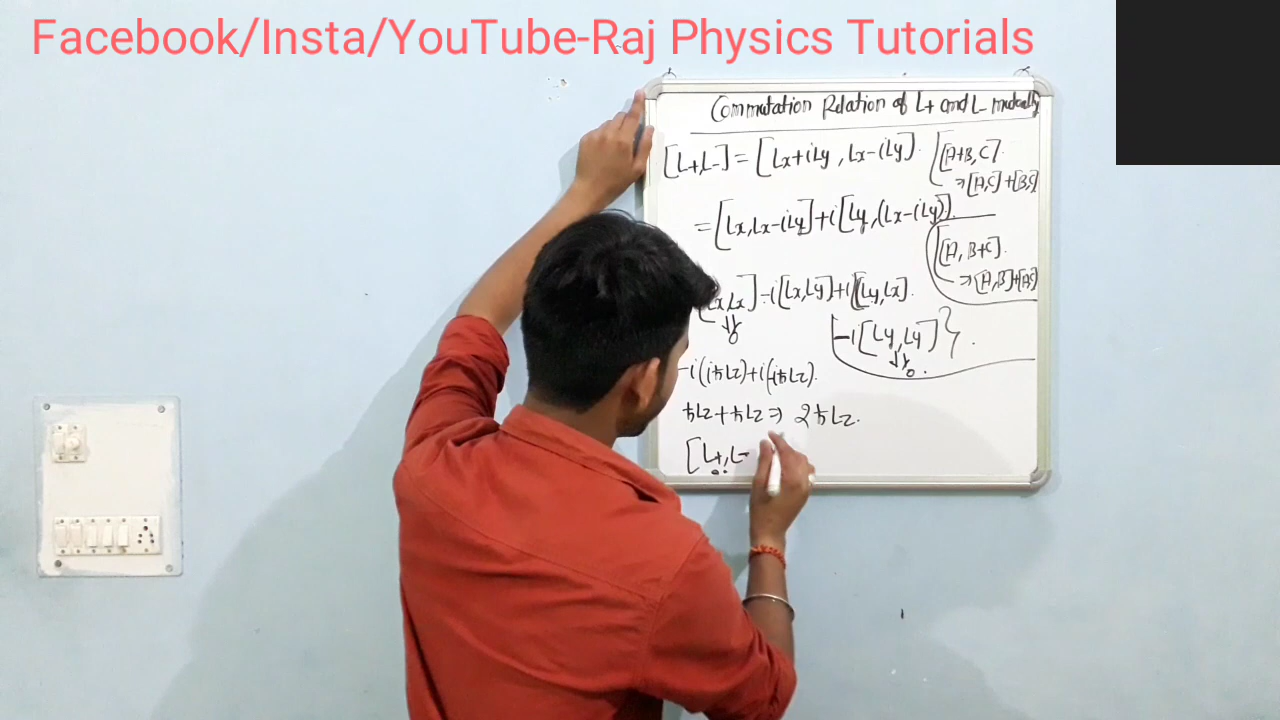 Facebook/Insta/YouTube-Raj Physics Tutorials
Commutation Relation of L+ and L- mutually
[L+,L-] = [Lx+iLy , Lx-iLy].
[A+B, C].
⇒ [A,C]+[B,C]
= [Lx,Lx-iLy]+i[Ly,(Lx-iLy)].
[A, B+C].
⇒ [A,B]+[A,C]
x,Lx] -i[Lx,Ly]+i{[Ly,Lx].
0
-i[Ly,Ly]}.
0.
-i(iħLz)+i(-iħLz).
ħLz+ħLz ⇒ 2ħLz.
[L+,L-